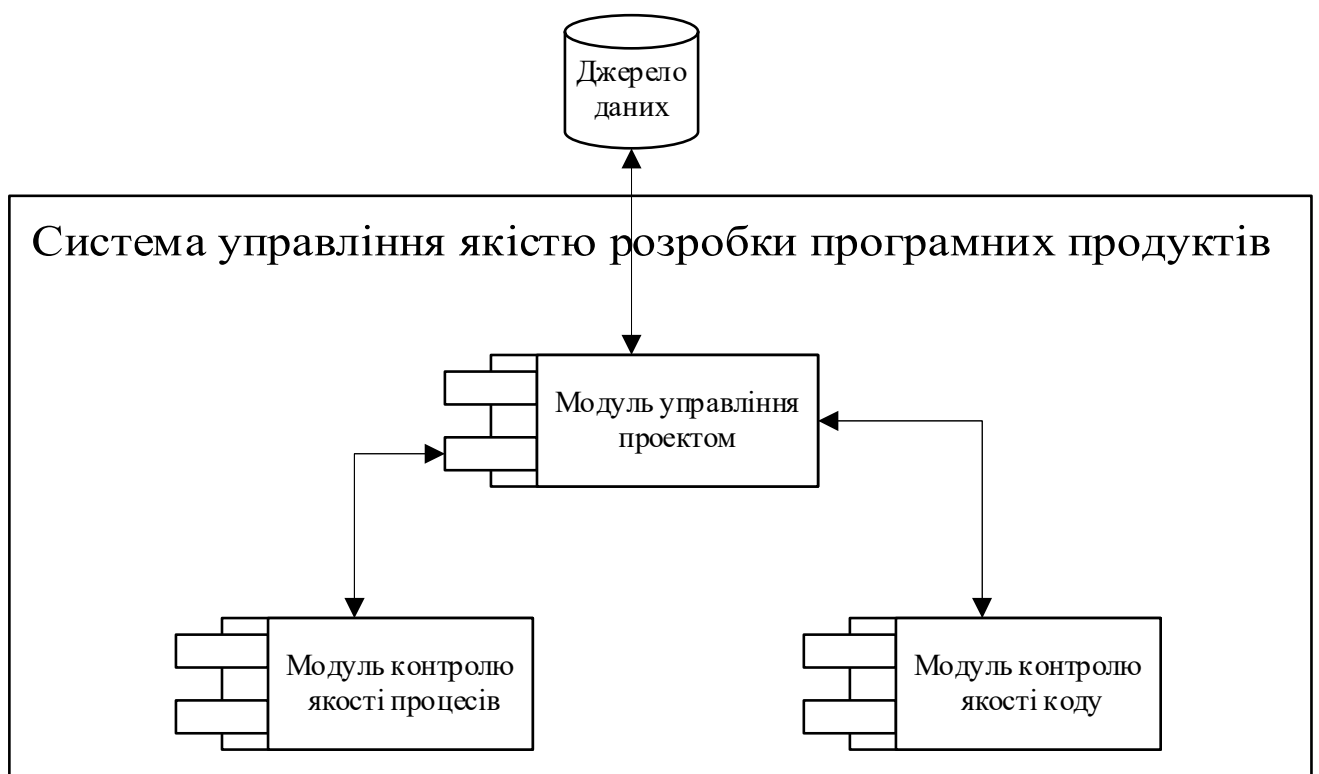 Джерело
даних
Система управління якістю розробки програмних продуктів
Модуль управління
проектом
Модуль контролю
якості процесів
Модуль контролю
якості коду